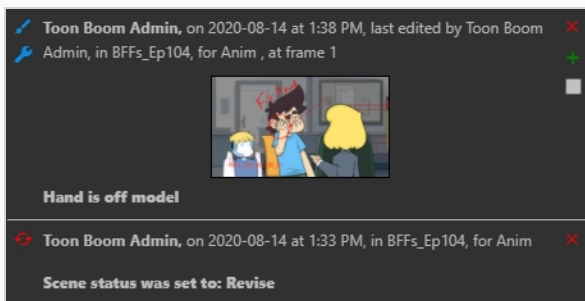 Toon Boom Admin, on 2020-08-14 at 1:38 PM, last edited by Toon Boom
Admin, in BFFs_Ep104, for Anim , at frame 1
Hand is off model
Toon Boom Admin, on 2020-08-14 at 1:33 PM, in BFFs_Ep104, for Anim
Scene status was set to: Revise